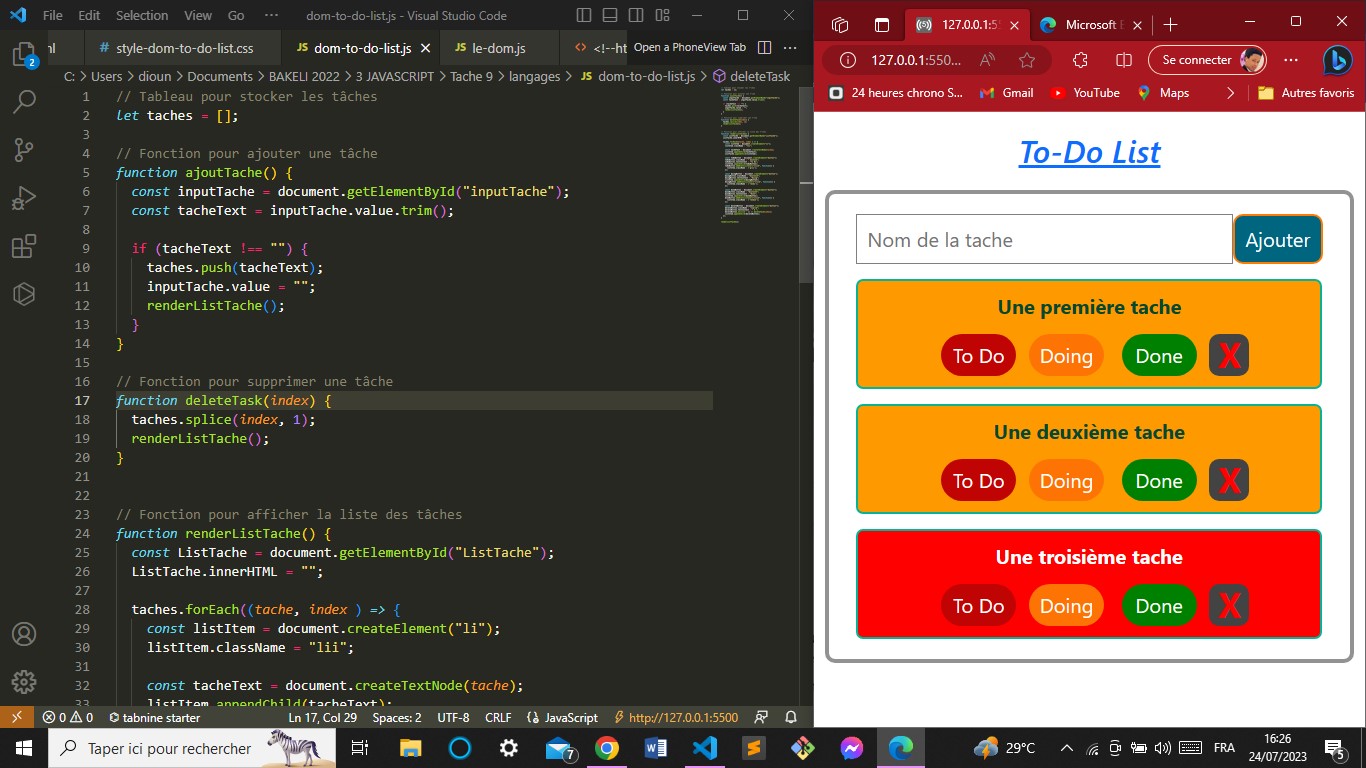 File Edit Selection View Go ··· dom-to-do-list.js - Visual Studio Code
# style-dom-to-do-list.css JS dom-to-do-list.js JS le-dom.js <> <!--ht Open a PhoneView Tab ···
C: > Users > dioun > Documents > BAKELI 2022 > 3 JAVASCRIPT > Tache 9 > langages > JS dom-to-do-list.js > deleteTask
2
1 // Tableau pour stocker les tâches
2 let taches = [];
3
4 // Fonction pour ajouter une tâche
5 function ajoutTache() {
6 const inputTache = document.getElementById("inputTache");
7 const tacheText = inputTache.value.trim();
8
9 if (tacheText !== "") {
10 taches.push(tacheText);
11 inputTache.value = "";
12 renderListTache();
13 }
14 }
15
16 // Fonction pour supprimer une tâche
17 function deleteTask(index) {
18 taches.splice(index, 1);
19 renderListTache();
20 }
21
22
23 // Fonction pour afficher la liste des tâches
24 function renderListTache() {
25 const ListTache = document.getElementById("ListTache");
26 ListTache.innerHTML = "";
27
28 taches.forEach((tache, index ) => {
29 const listItem = document.createElement("li");
30 listItem.className = "lii";
31
32 const tacheText = document.createTextNode(tache);
33 listItem.appendChild(tacheText);
0 0 tabnine starter Ln 17, Col 29 Spaces: 2 UTF-8 CRLF {} JavaScript http://127.0.0.1:5500
127.0.0.1:55 Microsoft E
127.0.0.1:550... Se connecter ···
24 heures chrono S... Gmail YouTube Maps Autres favoris
To-Do List
Nom de la tache Ajouter
Une première tache
To Do Doing Done X
Une deuxième tache
To Do Doing Done X
Une troisième tache
To Do Doing Done X
Taper ici pour rechercher 7 29°C FRA 16:26
24/07/2023 5